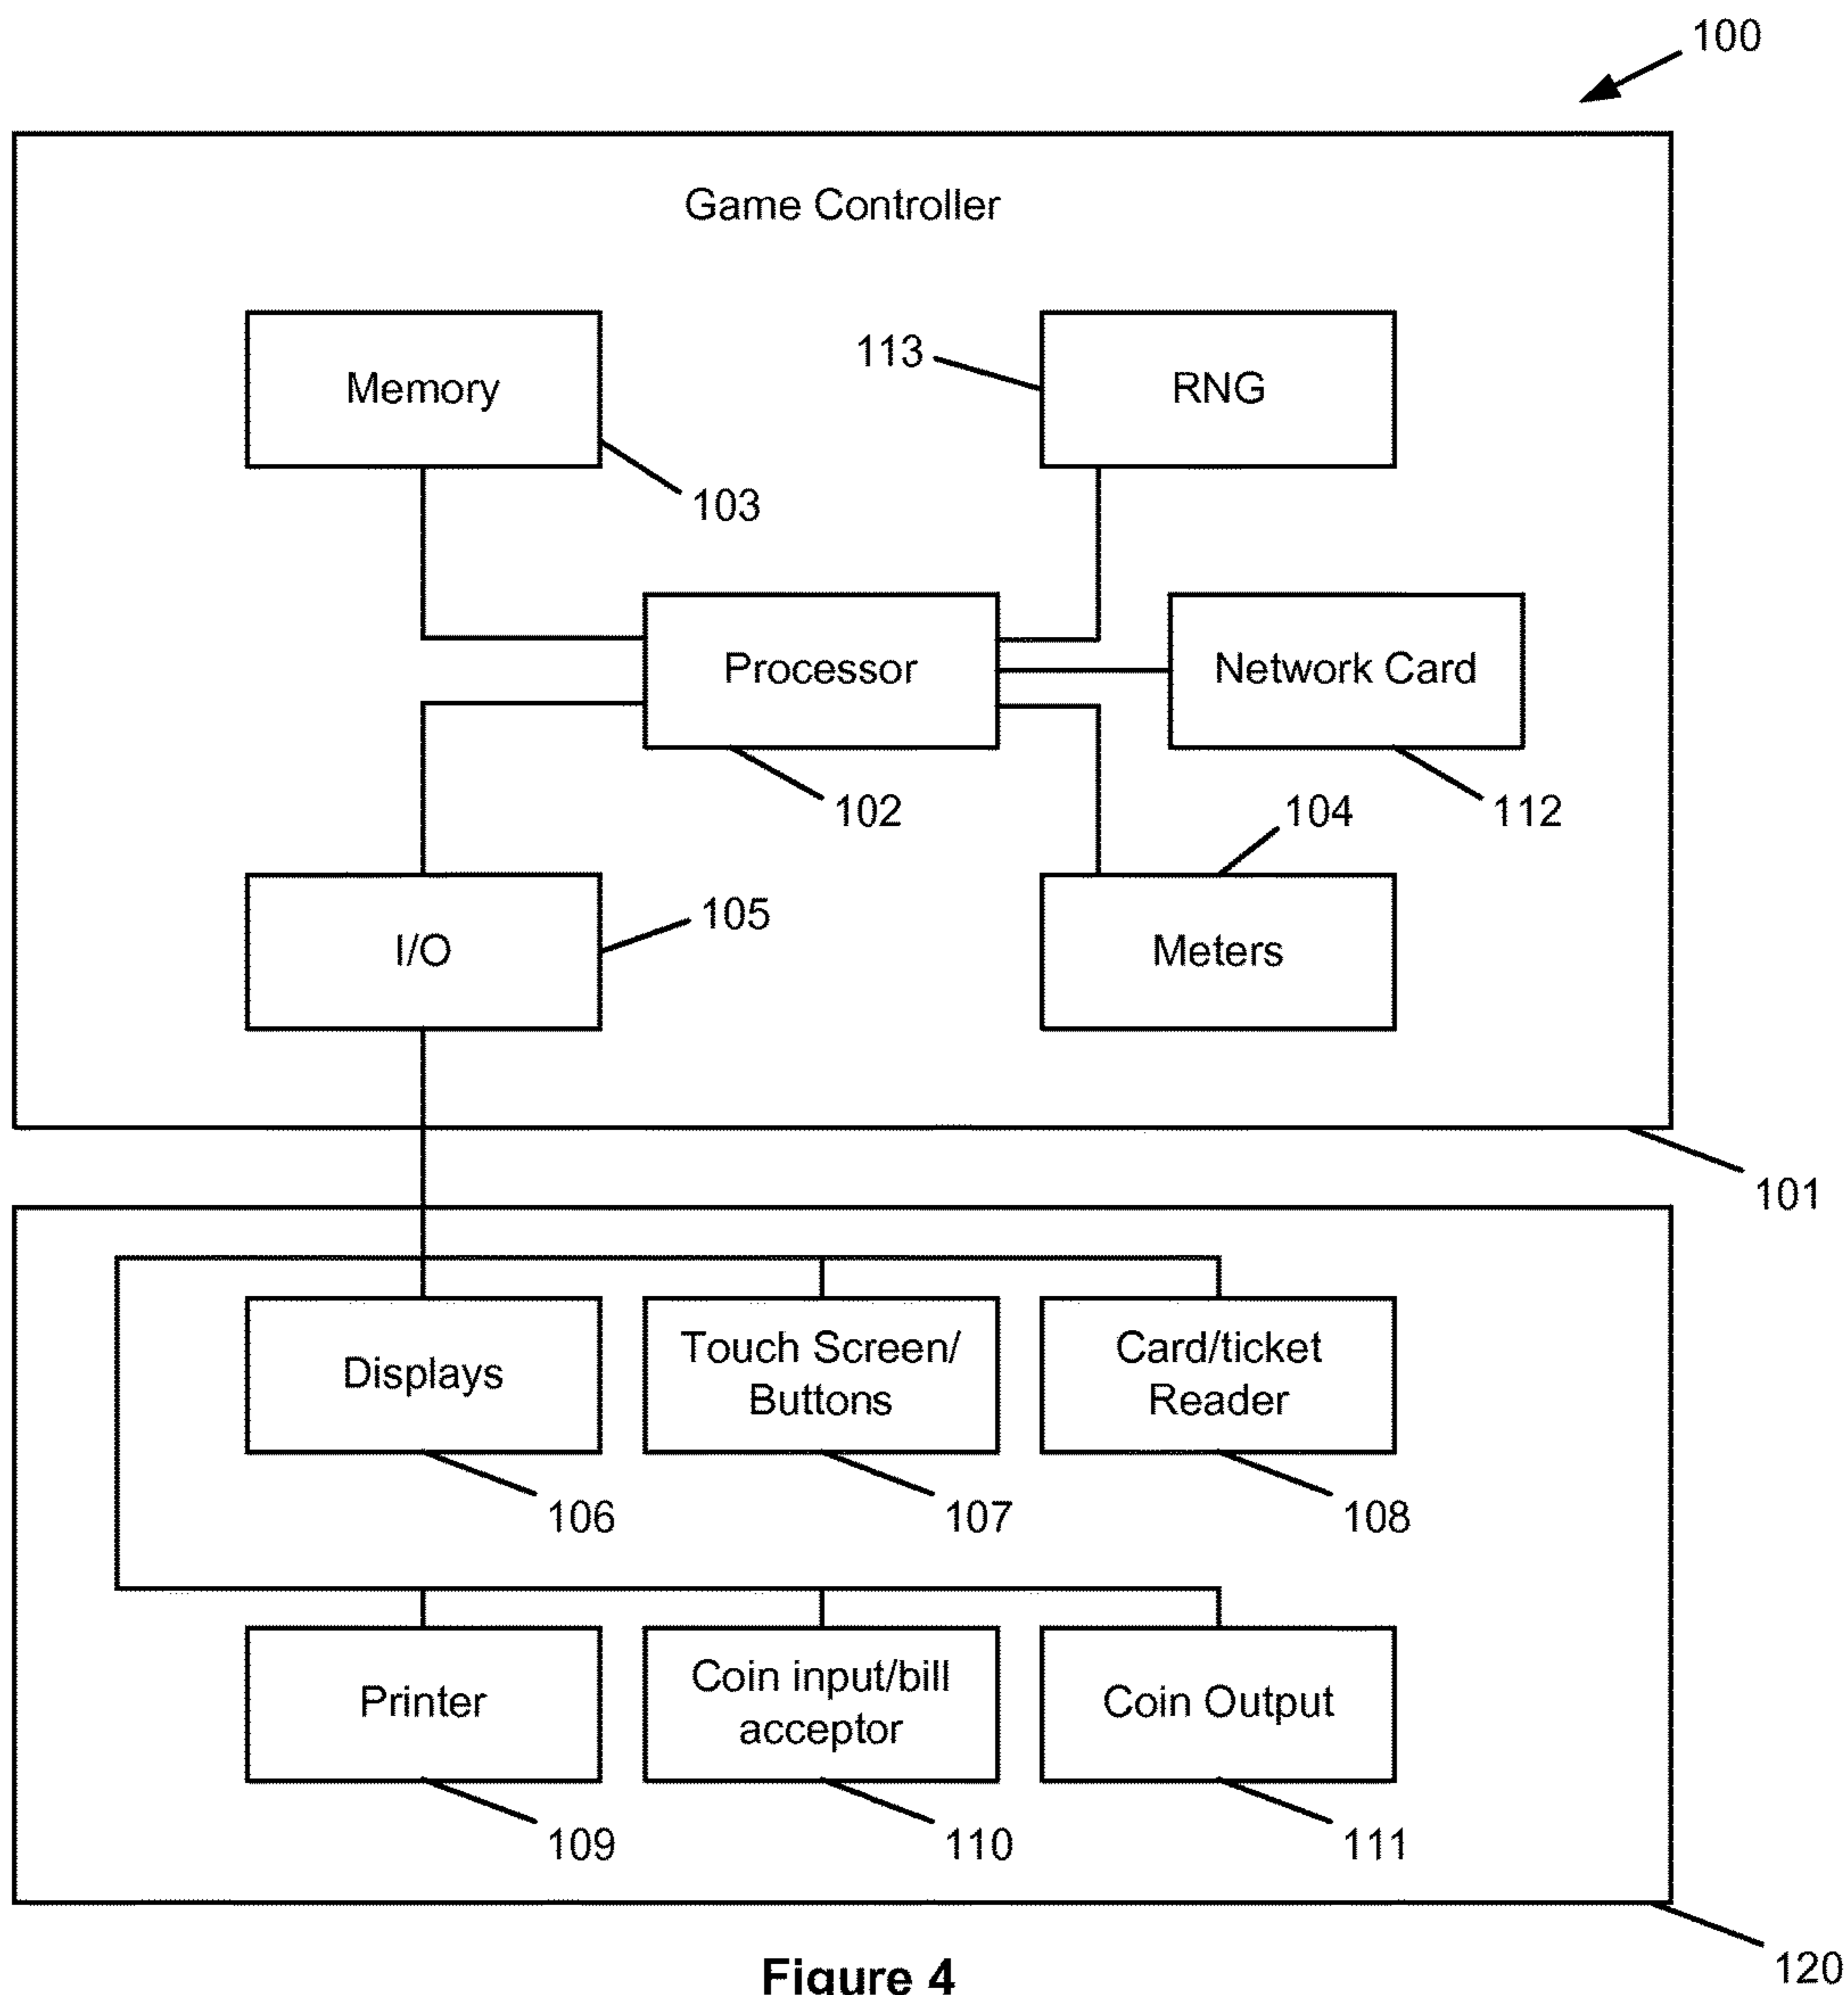 100
Game Controller
Memory
113
RNG
103
Processor
Network Card
102
104
112
I/O
105
Meters
101
Displays
Touch Screen/
Buttons
Card/ticket
Reader
106
107
108
Printer
Coin input/bill
acceptor
Coin Output
109
110
111
120
Figure 4